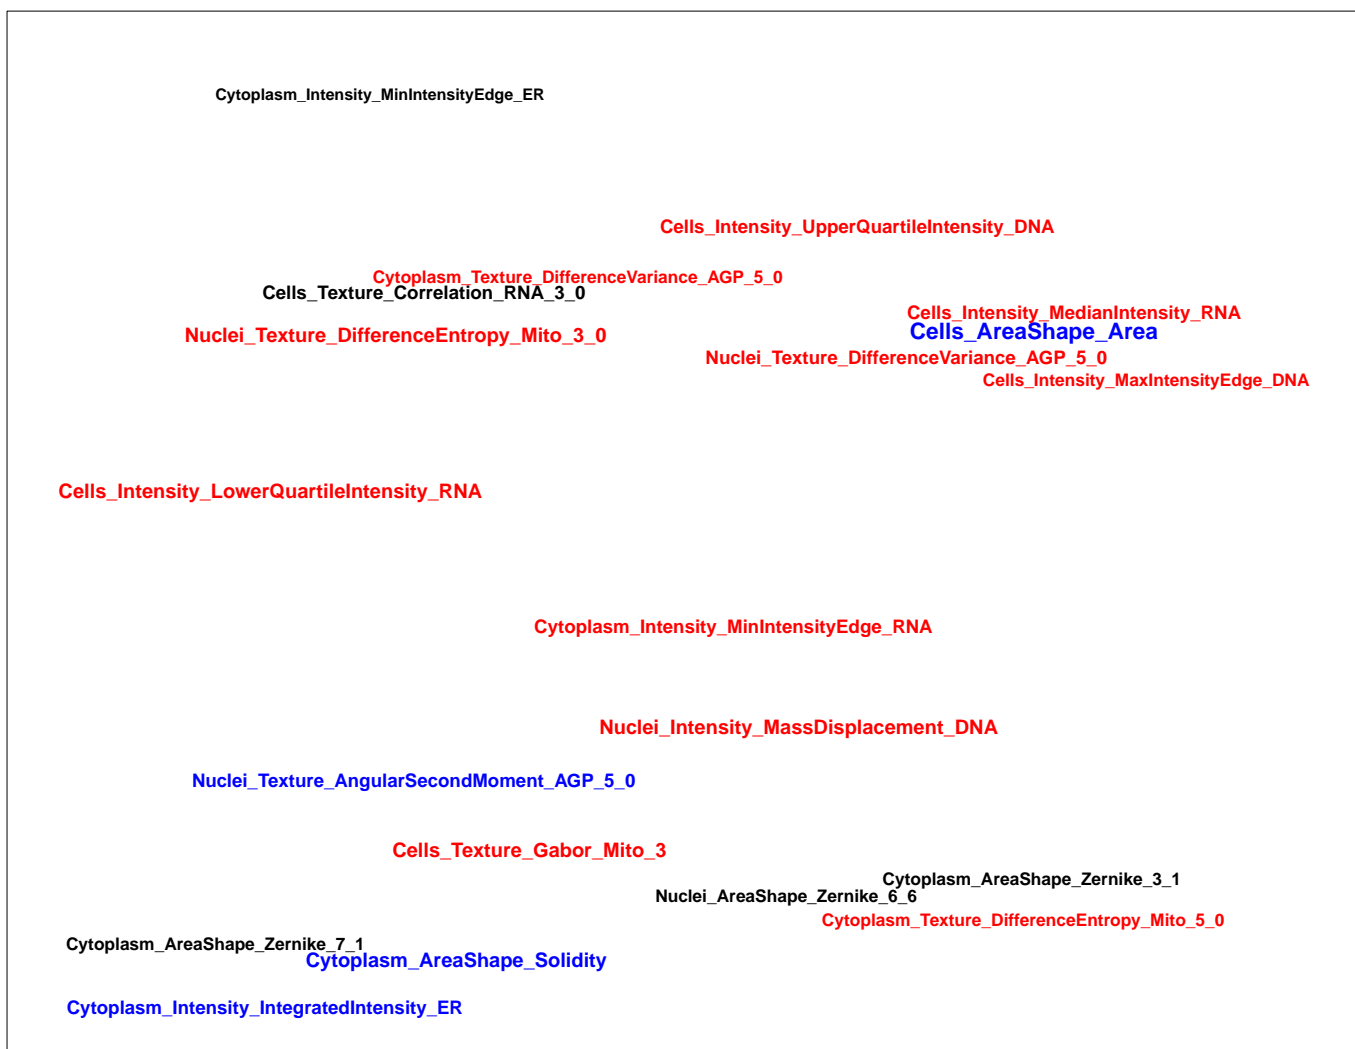 Cytoplasm_Intensity_MinIntensityEdge_ER
Cells_Intensity_UpperQuartileIntensity_DNA
Cytoplasm_Texture_DifferenceVariance_AGP_5_0
Cells_Texture_Correlation_RNA_3_0
Cells_Intensity_MedianIntensity_RNA
Cells_AreaShape_Area
Nuclei_Texture_DifferenceEntropy_Mito_3_0
Nuclei_Texture_DifferenceVariance_AGP_5_0
Cells_Intensity_MaxIntensityEdge_DNA
Cells_Intensity_LowerQuartileIntensity_RNA
Cytoplasm_Intensity_MinIntensityEdge_RNA
Nuclei_Intensity_MassDisplacement_DNA
Nuclei_Texture_AngularSecondMoment_AGP_5_0
Cells_Texture_Gabor_Mito_3
Cytoplasm_AreaShape_Zernike_3_1
Nuclei_AreaShape_Zernike_6_6
Cytoplasm_Texture_DifferenceEntropy_Mito_5_0
Cytoplasm_AreaShape_Zernike_7_1
Cytoplasm_AreaShape_Solidity
Cytoplasm_Intensity_IntegratedIntensity_ER